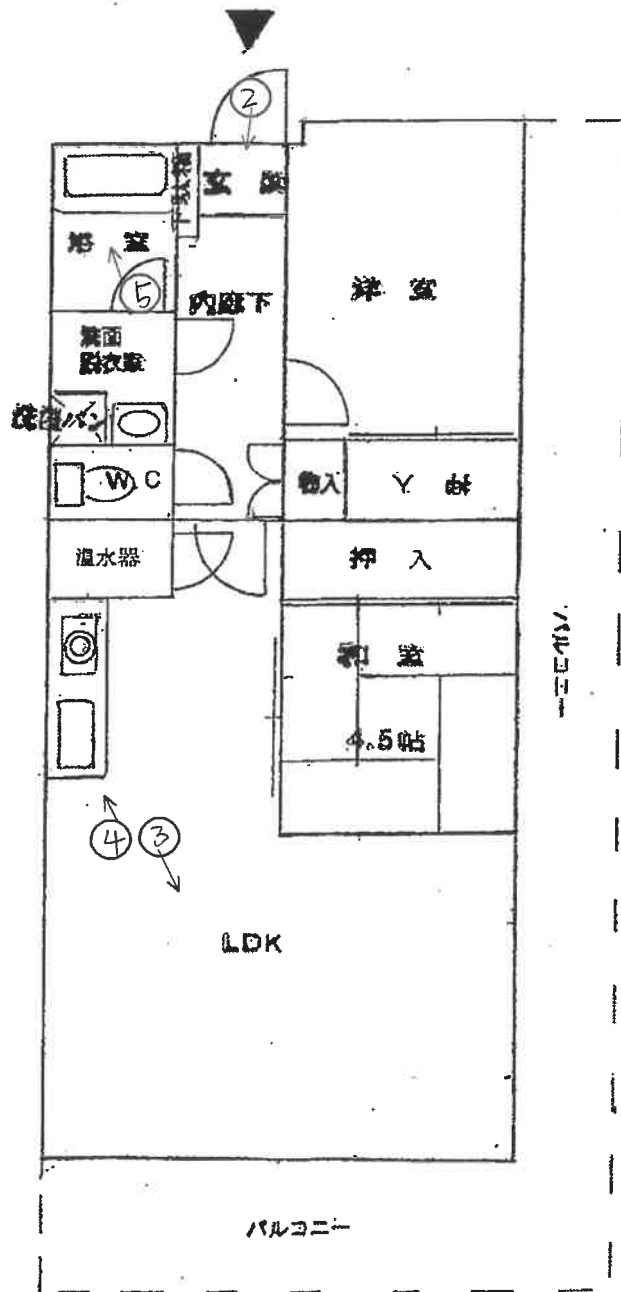 ②
玄関
下駄箱
浴室
⑤
内廊下
洋室
洗面
脱衣室
洗濯パン
W.C
物入
押入
温水器
押入
和室
4.5帖
バルコニー
④
③
LDK
バルコニー